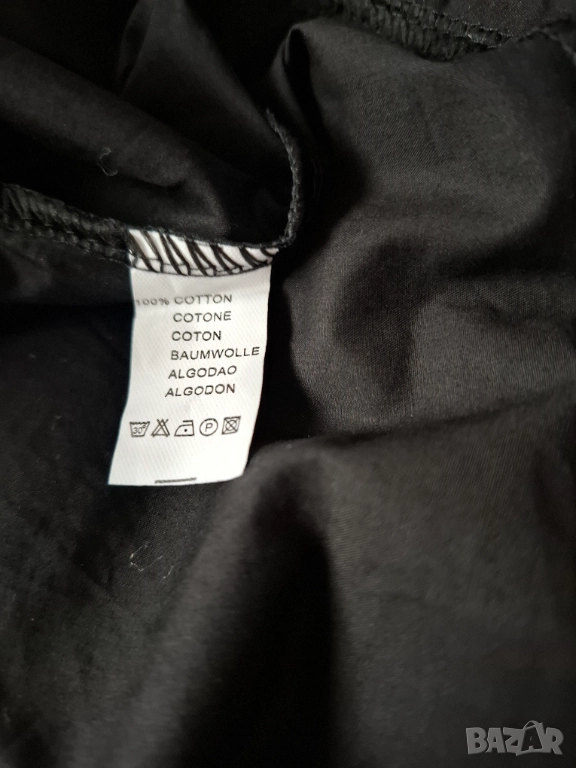 100% COTTON
COTONE
COTON
BAUMWOLLE
ALGODAO
ALGODON
30 P
BAZAR